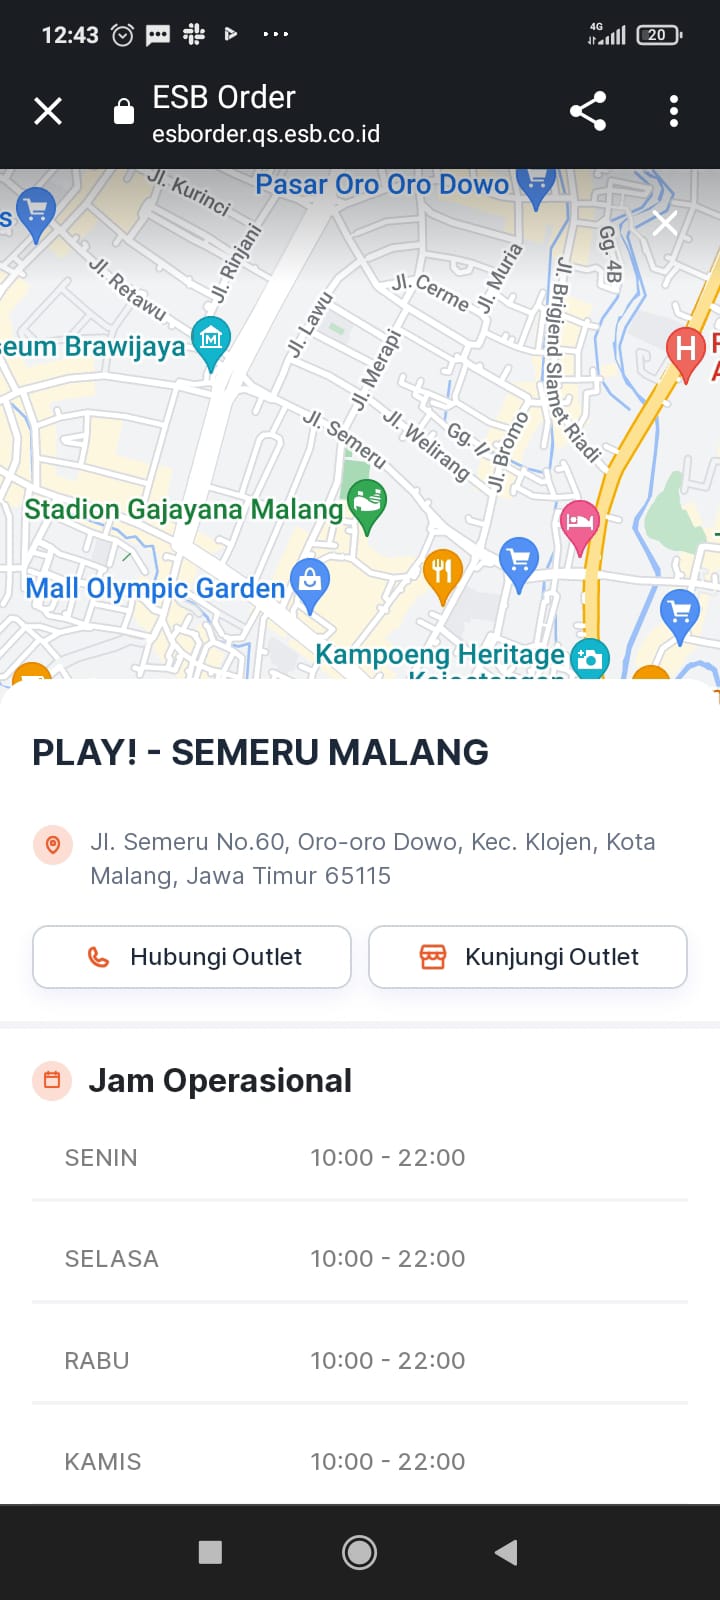 12:43
4G
20
ESB Order
esborder.qs.esb.co.id
Jl. Kurinci
Pasar Oro Oro Dowo
s
Jl. Rinjani
Gg. 4B
Jl. Retawu
Jl. Muria
Jl. Cerme
Jl. Lawu
Jl. Brigjend Slamet Riadi
seum Brawijaya
M
H
Jl. Merapi
Jl. Semeru
Jl. Welirang
Gg. II
Jl. Bromo
Stadion Gajayana Malang
Mall Olympic Garden
Kampoeng Heritage
PLAY! - SEMERU MALANG
Jl. Semeru No.60, Oro-oro Dowo, Kec. Klojen, Kota
Malang, Jawa Timur 65115
Hubungi Outlet
Kunjungi Outlet
Jam Operasional
SENIN 10:00 - 22:00
SELASA 10:00 - 22:00
RABU 10:00 - 22:00
KAMIS 10:00 - 22:00